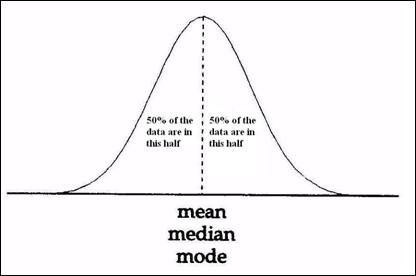 50% of the
data are in
this half
50% of the
data are in
this half
mean
median
mode